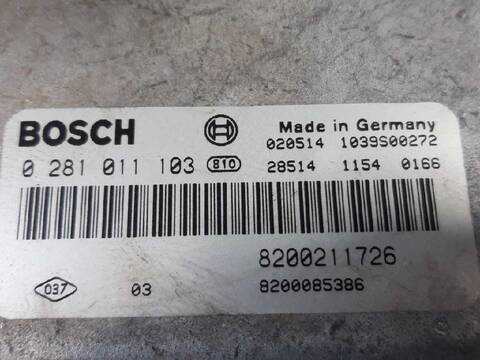 BOSCH
Made in Germany
020514 1039S00272
0 281 011 103 810
28514 1154 0166
8200211726
037 03 8200085386